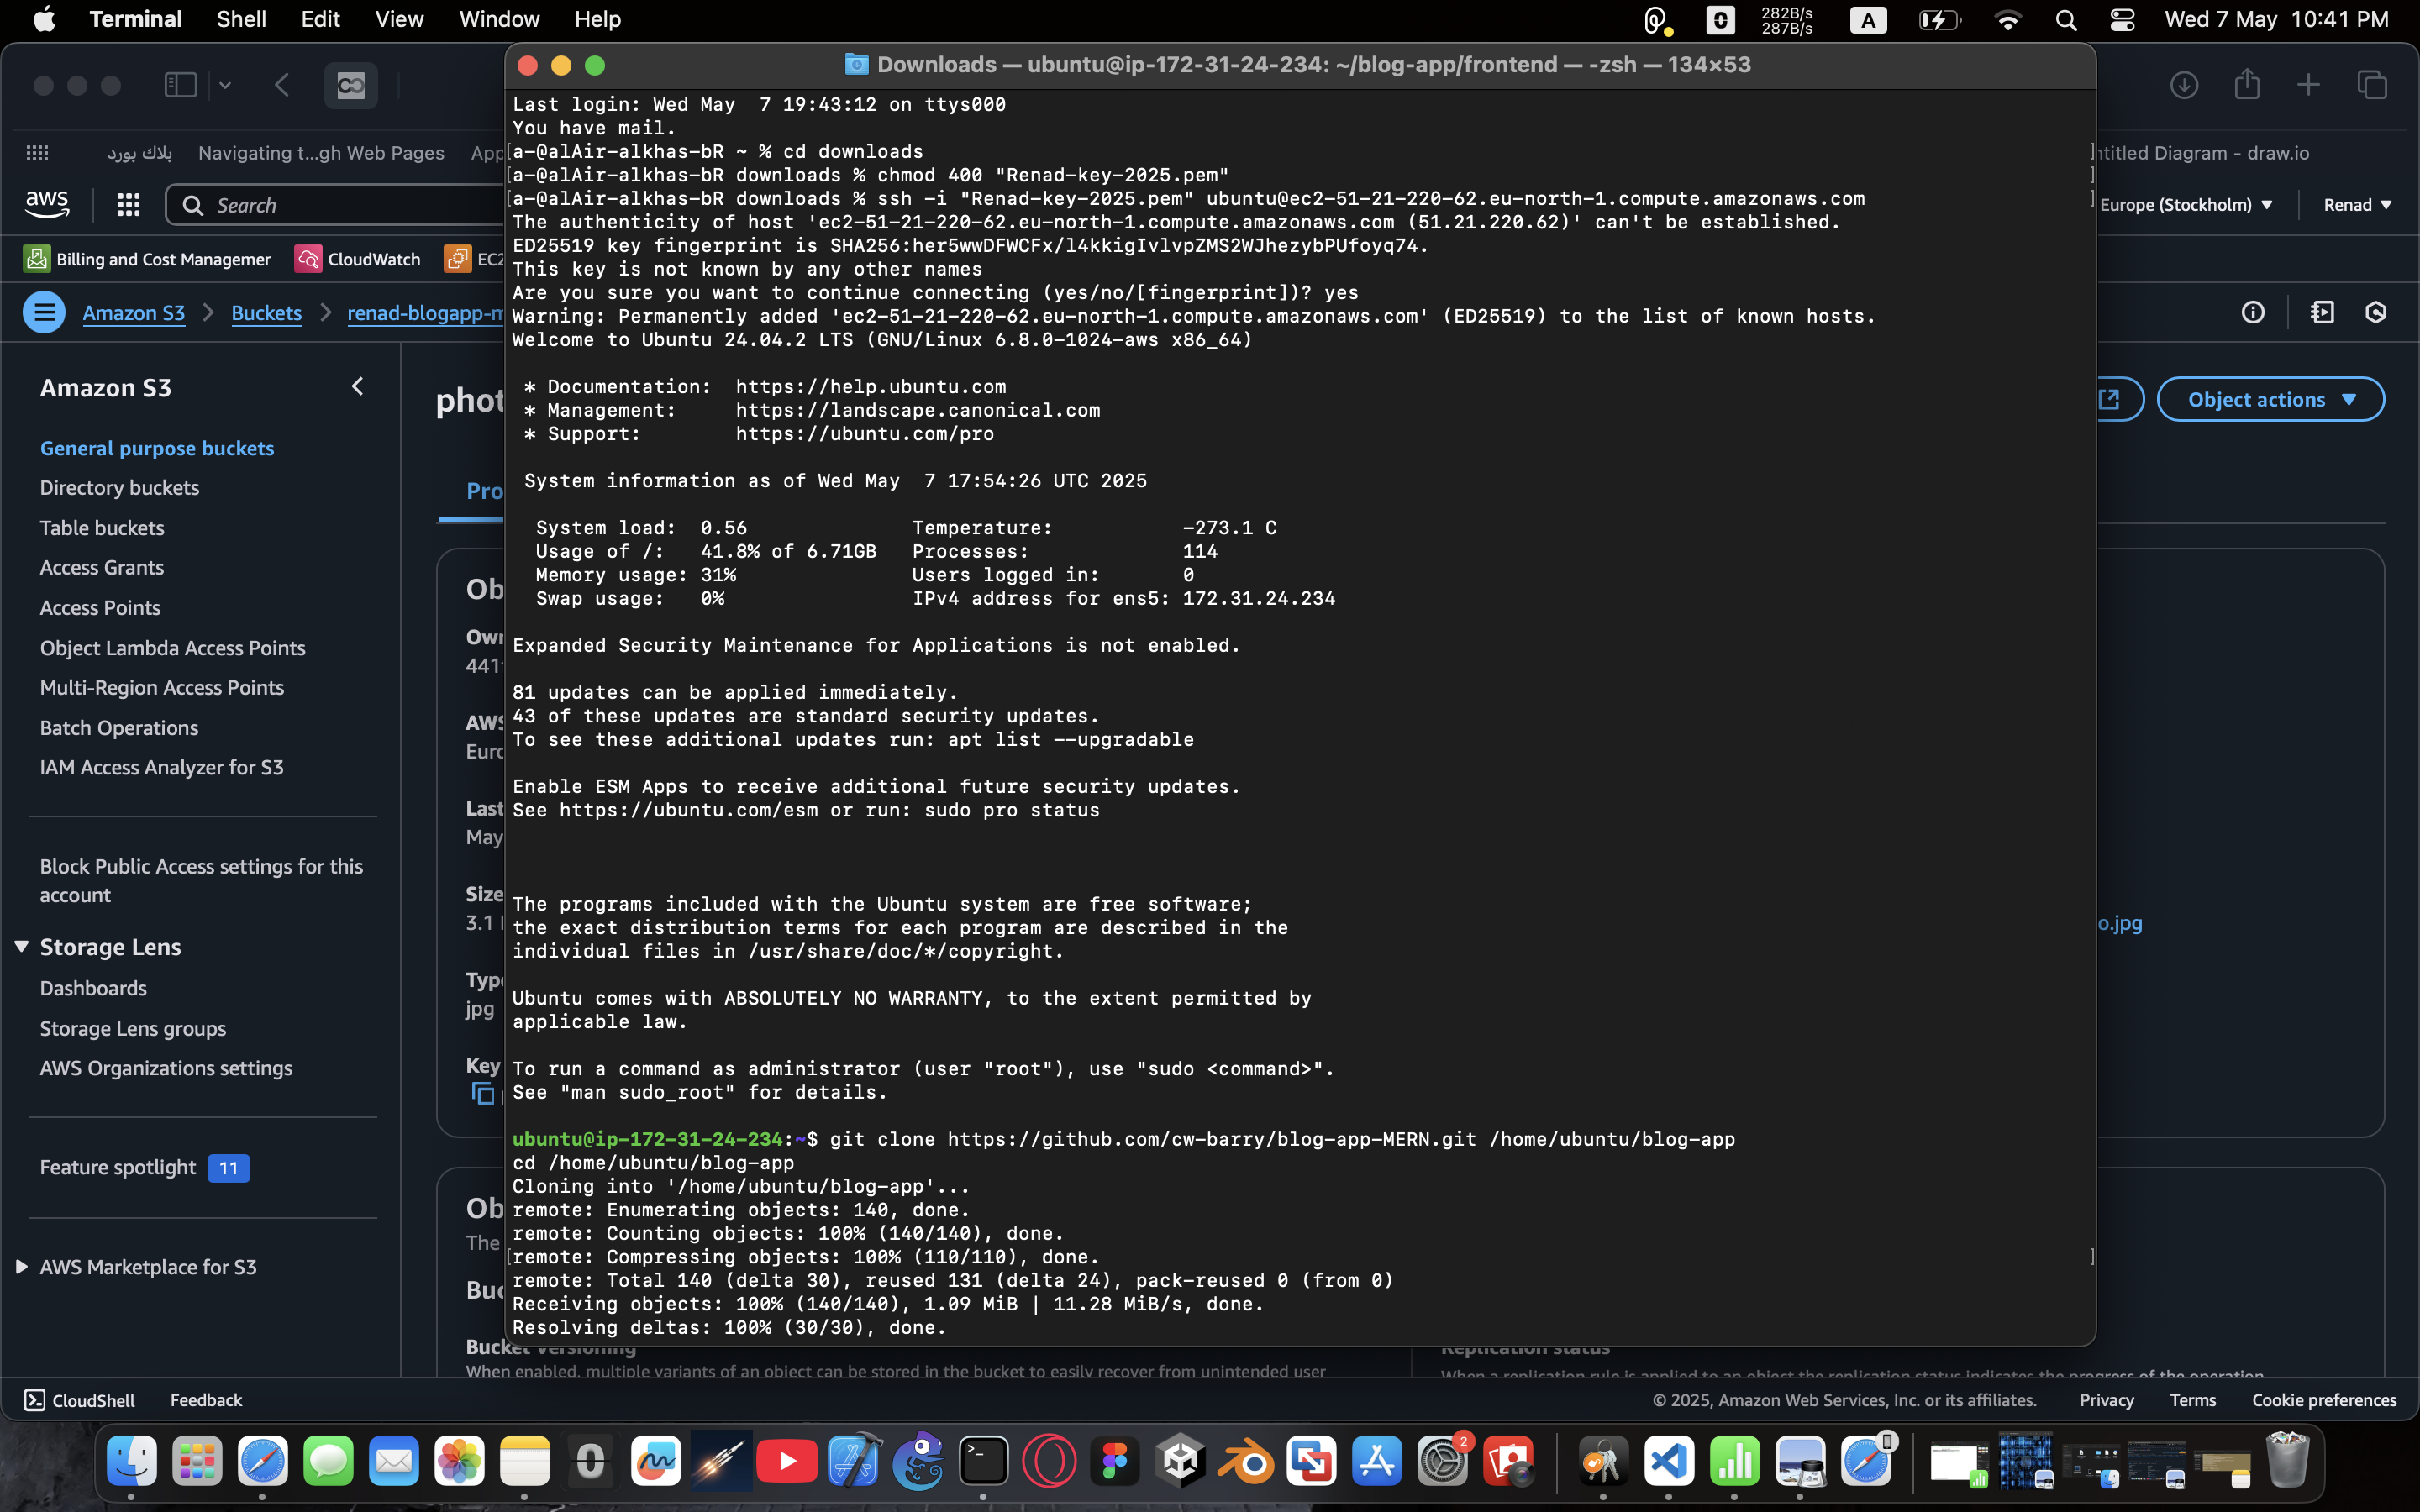 Terminal Shell Edit View Window Help
282B/s
287B/s
A
Wed 7 May 10:41 PM
Downloads — ubuntu@ip-172-31-24-234: ~/blog-app/frontend — -zsh — 134×53
بلاك بورد
Navigating t...gh Web Pages
App
ntitled Diagram - draw.io
aws
Search
Europe (Stockholm)
Renad
Billing and Cost Managemer
CloudWatch
EC2
Amazon S3
Buckets
renad-blogapp-m
Amazon S3
General purpose buckets
Directory buckets
Table buckets
Access Grants
Access Points
Object Lambda Access Points
Multi-Region Access Points
Batch Operations
IAM Access Analyzer for S3
Block Public Access settings for this
account
Storage Lens
Dashboards
Storage Lens groups
AWS Organizations settings
Feature spotlight 11
AWS Marketplace for S3
phot
Object actions
Pro
Ob
Own
441
AWS
Euro
Last
May
Size
3.1
Type
jpg
Key
o.jpg
Ob
The
Buc
Last login: Wed May  7 19:43:12 on ttys000
You have mail.
[a-@alAir-alkhas-bR ~ % cd downloads ]
[a-@alAir-alkhas-bR downloads % chmod 400 "Renad-key-2025.pem" ]
[a-@alAir-alkhas-bR downloads % ssh -i "Renad-key-2025.pem" ubuntu@ec2-51-21-220-62.eu-north-1.compute.amazonaws.com ]
The authenticity of host 'ec2-51-21-220-62.eu-north-1.compute.amazonaws.com (51.21.220.62)' can't be established.
ED25519 key fingerprint is SHA256:her5wwDFWCFx/l4kkigIvlvpZMS2WJhezybPUfoyq74.
This key is not known by any other names
Are you sure you want to continue connecting (yes/no/[fingerprint])? yes
Warning: Permanently added 'ec2-51-21-220-62.eu-north-1.compute.amazonaws.com' (ED25519) to the list of known hosts.
Welcome to Ubuntu 24.04.2 LTS (GNU/Linux 6.8.0-1024-aws x86_64)
* Documentation:  https://help.ubuntu.com
* Management:     https://landscape.canonical.com
* Support:        https://ubuntu.com/pro
System information as of Wed May  7 17:54:26 UTC 2025
System load:  0.56              Temperature:           -273.1 C
Usage of /:   41.8% of 6.71GB   Processes:             114
Memory usage: 31%               Users logged in:       0
Swap usage:   0%                IPv4 address for ens5: 172.31.24.234
Expanded Security Maintenance for Applications is not enabled.
81 updates can be applied immediately.
43 of these updates are standard security updates.
To see these additional updates run: apt list --upgradable
Enable ESM Apps to receive additional future security updates.
See https://ubuntu.com/esm or run: sudo pro status
The programs included with the Ubuntu system are free software;
the exact distribution terms for each program are described in the
individual files in /usr/share/doc/*/copyright.
Ubuntu comes with ABSOLUTELY NO WARRANTY, to the extent permitted by
applicable law.
To run a command as administrator (user "root"), use "sudo <command>".
See "man sudo_root" for details.
ubuntu@ip-172-31-24-234:~$ git clone https://github.com/cw-barry/blog-app-MERN.git /home/ubuntu/blog-app
cd /home/ubuntu/blog-app
Cloning into '/home/ubuntu/blog-app'...
remote: Enumerating objects: 140, done.
remote: Counting objects: 100% (140/140), done.
[remote: Compressing objects: 100% (110/110), done. ]
remote: Total 140 (delta 30), reused 131 (delta 24), pack-reused 0 (from 0)
Receiving objects: 100% (140/140), 1.09 MiB | 11.28 MiB/s, done.
Resolving deltas: 100% (30/30), done.
Bucket versioning
When enabled, multiple variants of an object can be stored in the bucket to easily recover from unintended user
Replication status
When a replication rule is applied to an object the replication status indicates the progress of the operation
CloudShell
Feedback
© 2025, Amazon Web Services, Inc. or its affiliates.
Privacy
Terms
Cookie preferences
2